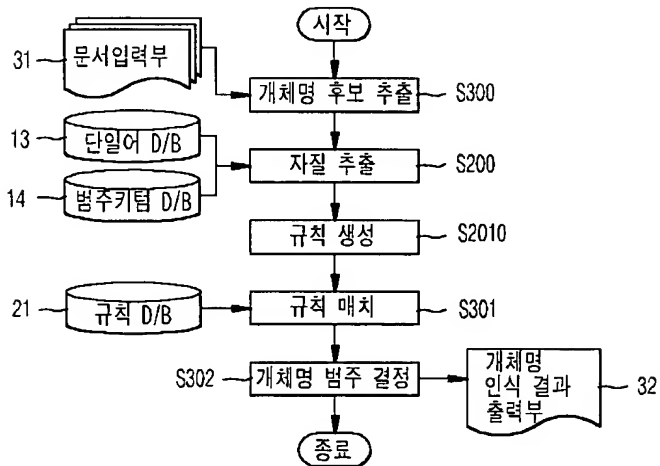 시작
31
문서입력부
개체명 후보 추출
S300
13
단일어 D/B
14
범주키텀 D/B
자질 추출
S200
규칙 생성
S2010
21
규칙 D/B
규칙 매치
S301
S302
개체명 범주 결정
개체명
인식 결과
출력부
32
종료